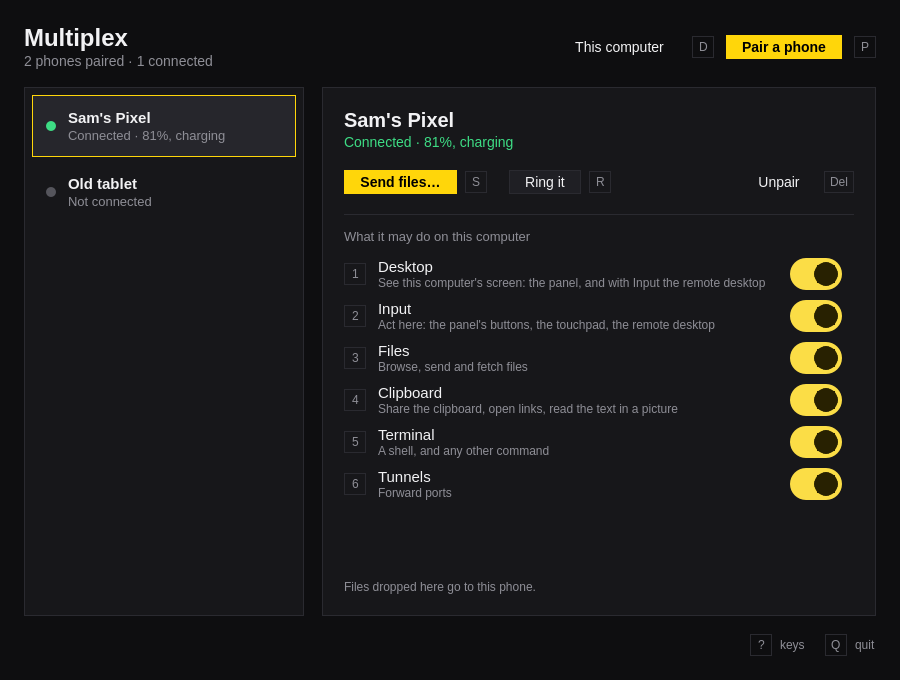 Multiplex
2 phones paired · 1 connected
This computer D Pair a phone P
Sam's Pixel
Connected · 81%, charging
Old tablet
Not connected
Sam's Pixel
Connected · 81%, charging
Send files… S Ring it R Unpair Del
What it may do on this computer
1 Desktop
See this computer's screen: the panel, and with Input the remote desktop
2 Input
Act here: the panel's buttons, the touchpad, the remote desktop
3 Files
Browse, send and fetch files
4 Clipboard
Share the clipboard, open links, read the text in a picture
5 Terminal
A shell, and any other command
6 Tunnels
Forward ports
Files dropped here go to this phone.
? keys Q quit